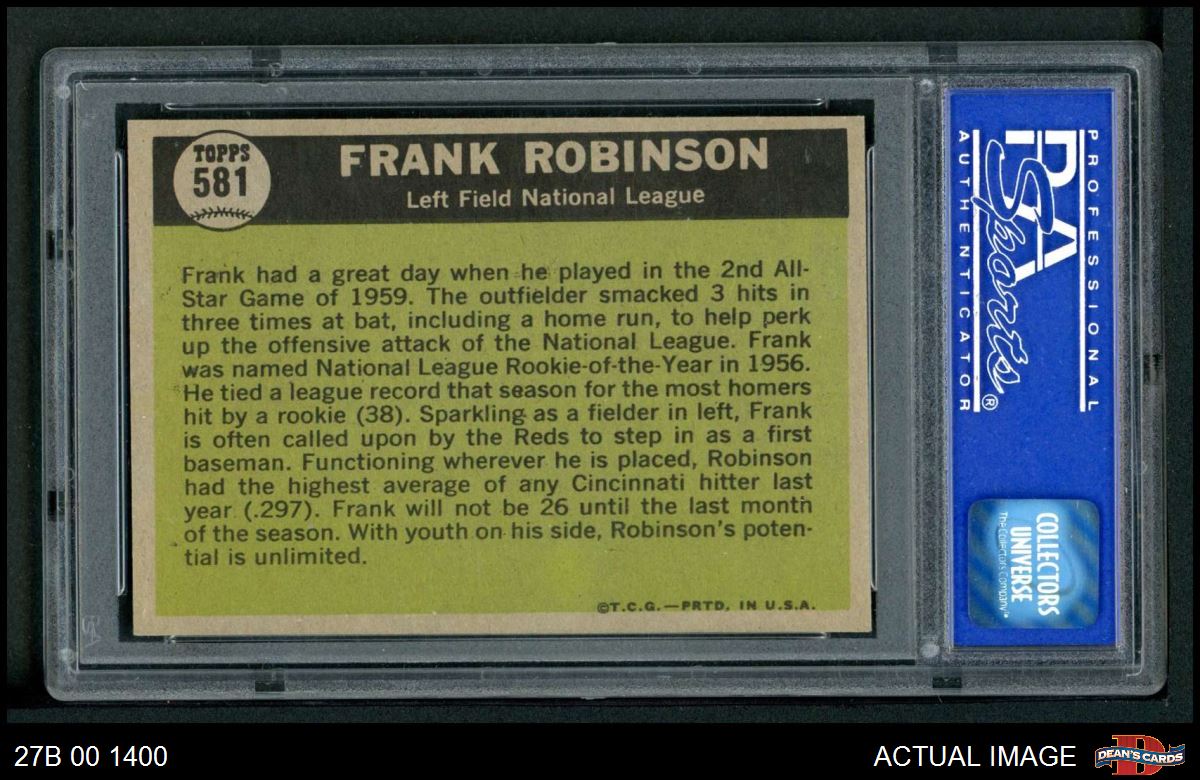 TOPPS
581
FRANK ROBINSON
Left Field National League
Frank had a great day when he played in the 2nd All-
Star Game of 1959. The outfielder smacked 3 hits in
three times at bat, including a home run, to help perk
up the offensive attack of the National League. Frank
was named National League Rookie-of-the-Year in 1956.
He tied a league record that season for the most homers
hit by a rookie (38). Sparkling as a fielder in left, Frank
is often called upon by the Reds to step in as a first
baseman. Functioning wherever he is placed, Robinson
had the highest average of any Cincinnati hitter last
year (.297). Frank will not be 26 until the last month
of the season. With youth on his side, Robinson's poten-
tial is unlimited.
©T.C.G.—PRTD. IN U.S.A.
PROFESSIONAL
PSA
Sports®
AUTHENTICATOR
COLLECTORS
UNIVERSE
The Collectors Company™
27B 00 1400
ACTUAL IMAGE
DEAN'S CARDS